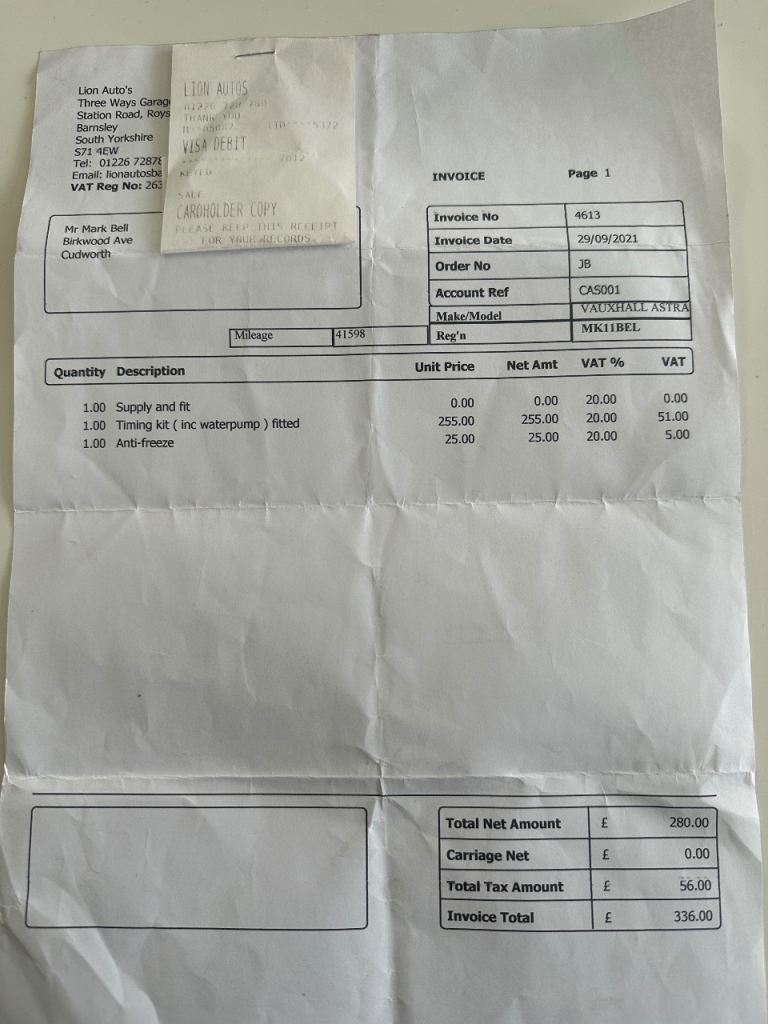 Lion Auto's
Three Ways Garag
Station Road, Roys
Barnsley
South Yorkshire
S71 4EW
Tel: 01226 72878
Email: lionautosba
VAT Reg No: 263
LION AUTOS
THANK YOU
VISA DEBIT
KEYED
SALE
CARDHOLDER COPY
PLEASE KEEP THIS RECEIPT
FOR YOUR RECORDS
INVOICE Page 1
Mr Mark Bell
Birkwood Ave
Cudworth
Invoice No 4613
Invoice Date 29/09/2021
Order No JB
Account Ref CAS001
Make/Model VAUXHALL ASTRA
Mileage 41598 Reg'n MK11BEL
Quantity Description Unit Price Net Amt VAT % VAT
1.00 Supply and fit 0.00 0.00 20.00 0.00
1.00 Timing kit ( inc waterpump ) fitted 255.00 255.00 20.00 51.00
1.00 Anti-freeze 25.00 25.00 20.00 5.00
Total Net Amount £ 280.00
Carriage Net £ 0.00
Total Tax Amount £ 56.00
Invoice Total £ 336.00